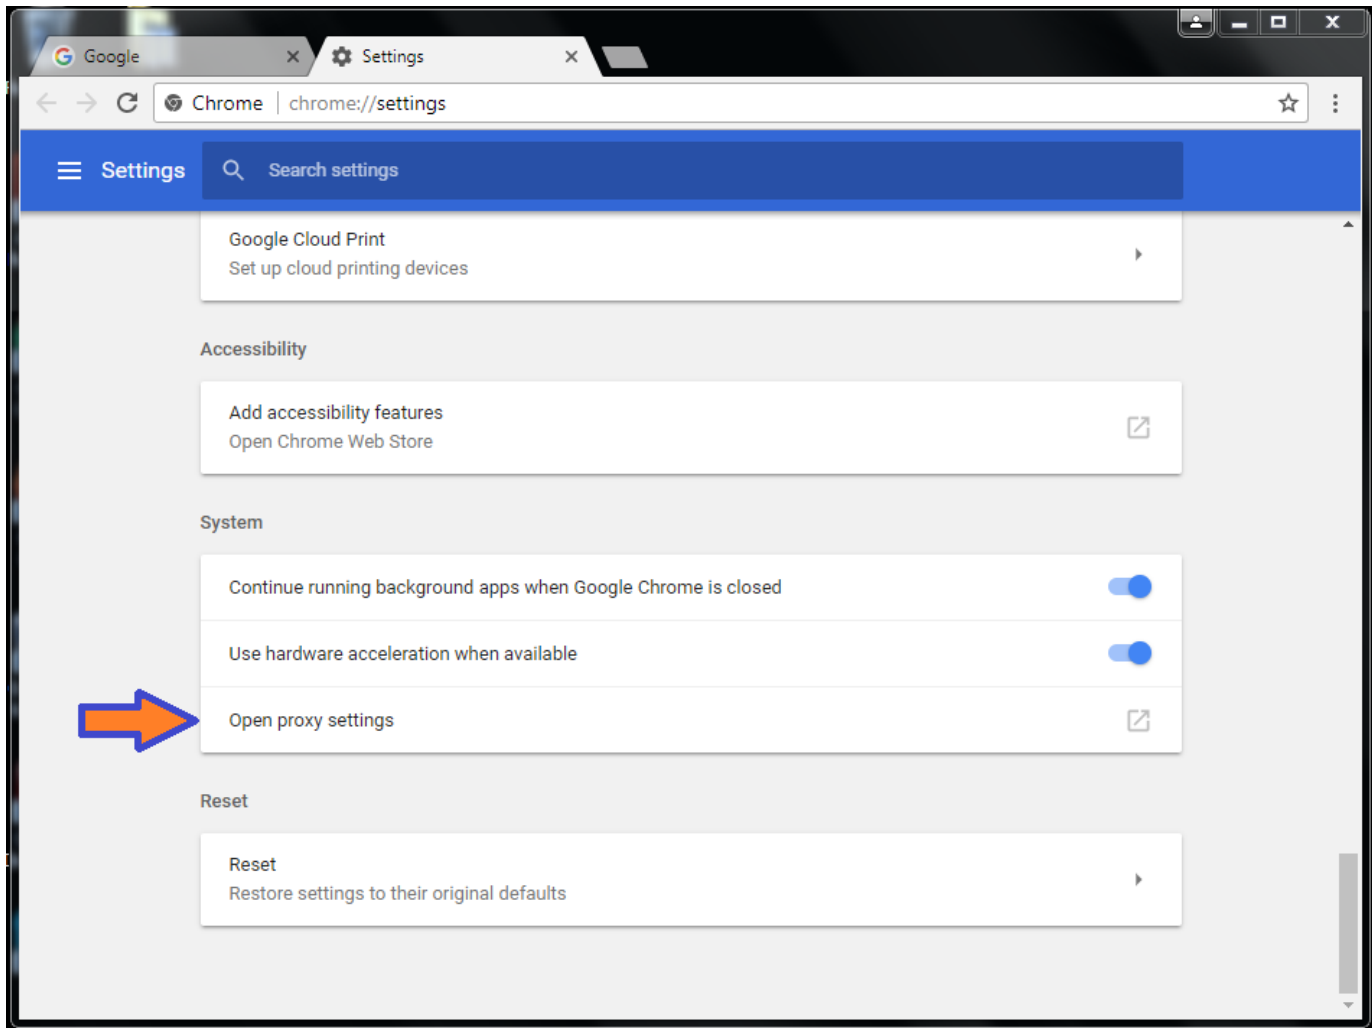 Google
Settings
Chrome
chrome://settings
Settings
Search settings
Google Cloud Print
Set up cloud printing devices
Accessibility
Add accessibility features
Open Chrome Web Store
System
Continue running background apps when Google Chrome is closed
Use hardware acceleration when available
Open proxy settings
Reset
Reset
Restore settings to their original defaults